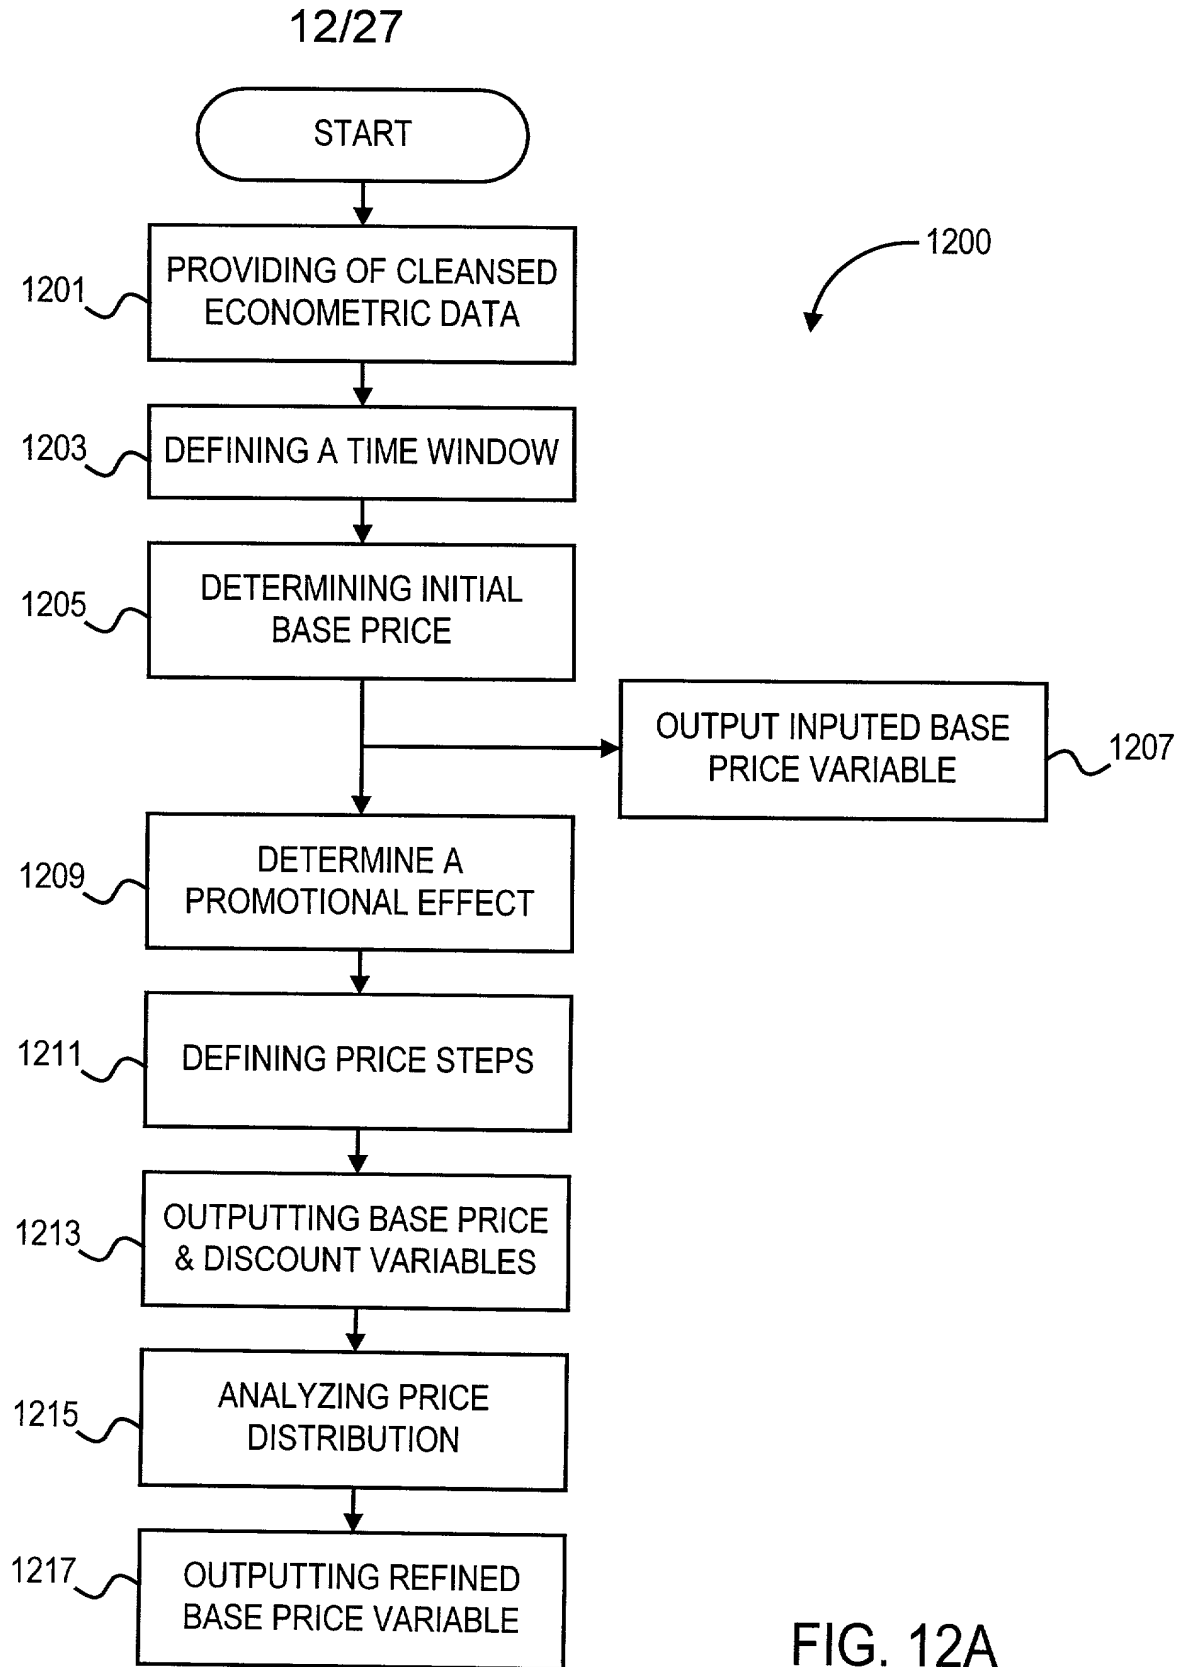 12/27
START
1200
PROVIDING OF CLEANSED
ECONOMETRIC DATA
1201
DEFINING A TIME WINDOW
1203
DETERMINING INITIAL
BASE PRICE
1205
OUTPUT INPUTED BASE
PRICE VARIABLE
1207
DETERMINE A
PROMOTIONAL EFFECT
1209
DEFINING PRICE STEPS
1211
OUTPUTTING BASE PRICE
& DISCOUNT VARIABLES
1213
ANALYZING PRICE
DISTRIBUTION
1215
OUTPUTTING REFINED
BASE PRICE VARIABLE
1217
FIG. 12A